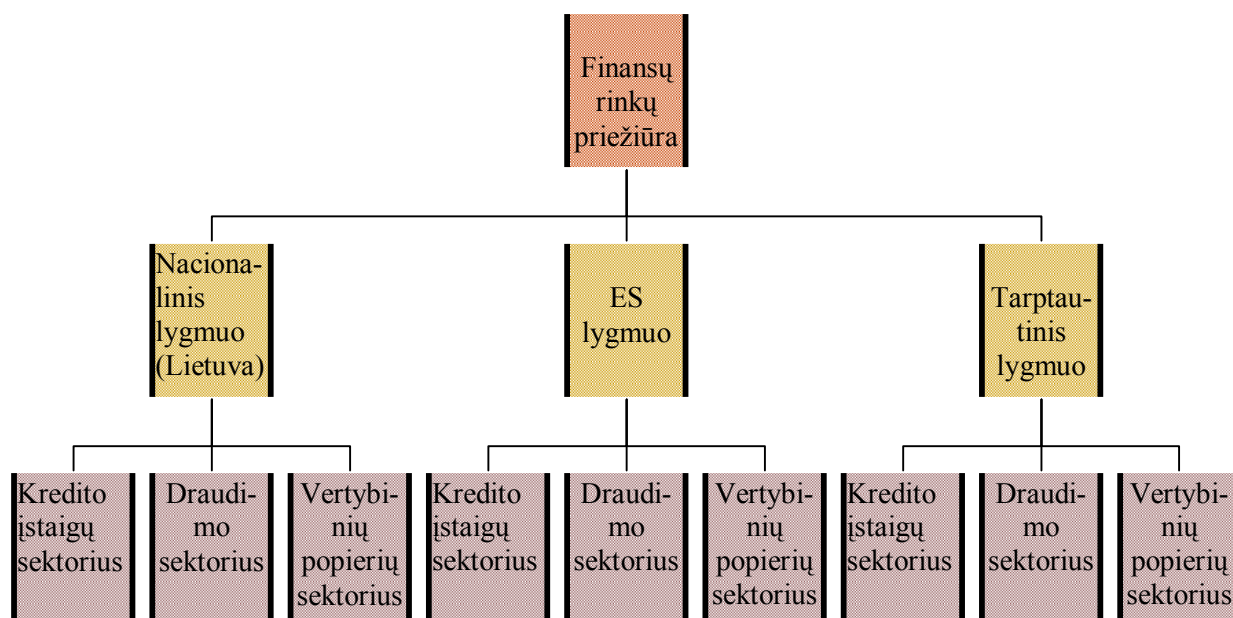 Finansų
rinkų
priežiūra
Naciona-
linis
lygmuo
(Lietuva)
ES
lygmuo
Tarptau-
tinis
lygmuo
Kredito
įstaigų
sektorius
Draudi-
mo
sektorius
Vertybi-
nių
popierių
sektorius
Kredito
įstaigų
sektorius
Draudi-
mo
sektorius
Vertybi-
nių
popierių
sektorius
Kredito
įstaigų
sektorius
Draudi-
mo
sektorius
Vertybi-
nių
popierių
sektorius